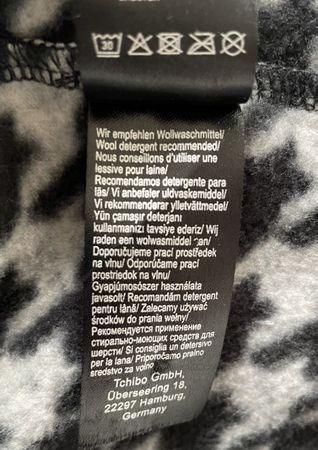 30
Wir empfehlen Wollwaschmittel/
Wool detergent recommended/
Nous conseillons d'utiliser une
lessive pour laine/
Recomendamos detergente para
lãs/ Vi anbefaler uldvaskemiddel/
Vi rekommenderar ylletvättmedel/
Yün çamaşır deterjanı
kullanmanızı tavsiye ederiz/ Wij
raden een wolwasmiddel aan/
Doporučujeme prací prostředek
na vlnu/ Odporúčame prací
prostriedok na vlnu/
Gyapjúmosószer használata
javasolt/ Recomandăm detergent
pentru lână/ Zalecamy używać
środków do prania wełny/
Рекомендуется применение
стирально-моющих средств для
шерсти/ Si consiglia un detersivo
per la lana/ Priporočamo pralno
sredstvo za volno
Tchibo GmbH,
Überseering 18,
22297 Hamburg,
Germany